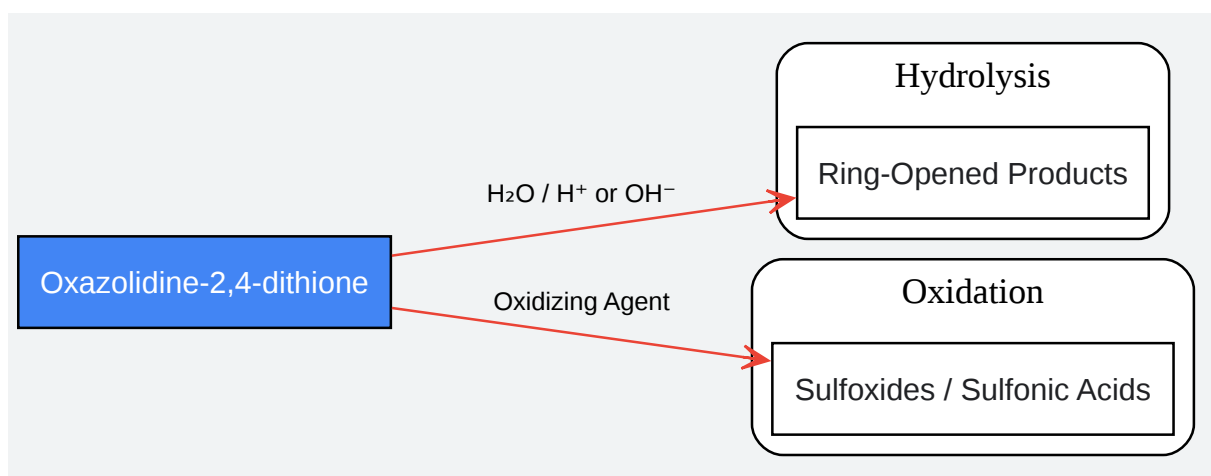 Hydrolysis
Ring-Opened Products
H₂O / H⁺ or OH⁻
Oxazolidine-2,4-dithione
Oxidizing Agent
Oxidation
Sulfoxides / Sulfonic Acids